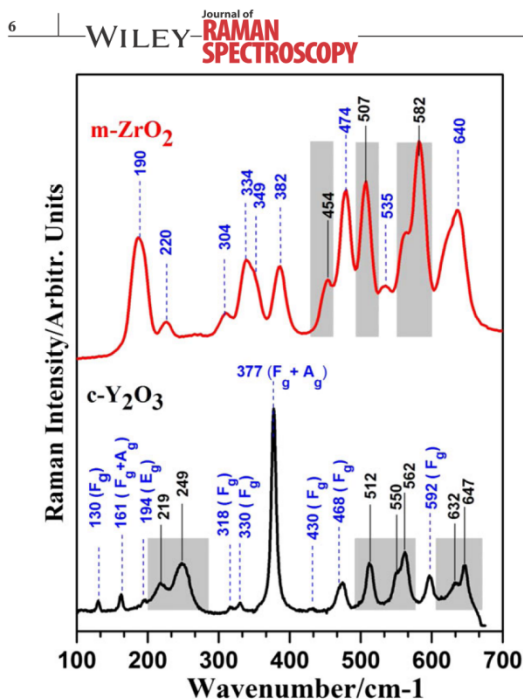 6
WILEY
Journal of
RAMAN
SPECTROSCOPY
m-ZrO2
190
220
304
334
349
382
454
474
507
535
582
640
Raman Intensity/Arbitr. Units
c-Y2O3
377 (Fg + Ag)
130 (Fg)
161 (Fg+Ag)
194 (Eg)
219
249
318 (Fg)
330 (Fg)
430 (Fg)
468 (Fg)
512
550
562
592 (Fg)
632
647
100 200 300 400 500 600 700
Wavenumber/cm-1